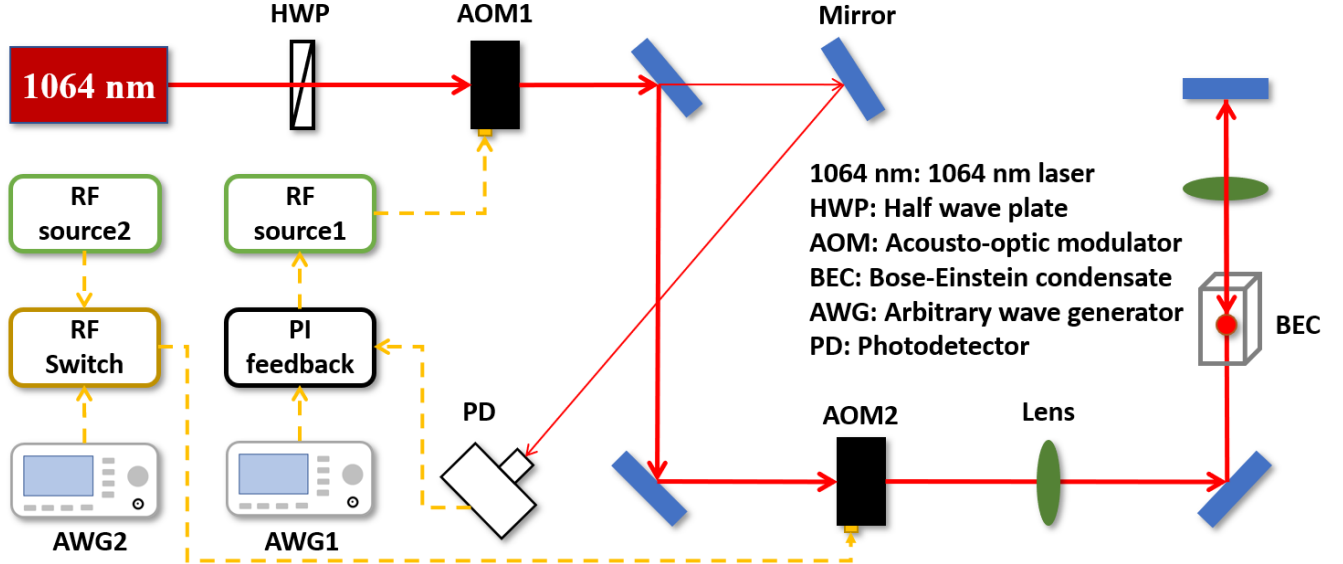 HWP
AOM1
Mirror
1064 nm
1064 nm: 1064 nm laser
HWP: Half wave plate
AOM: Acousto-optic modulator
BEC: Bose-Einstein condensate
AWG: Arbitrary wave generator
PD: Photodetector
RF
source2
RF
source1
RF
Switch
PI
feedback
BEC
PD
AOM2
Lens
AWG2
AWG1